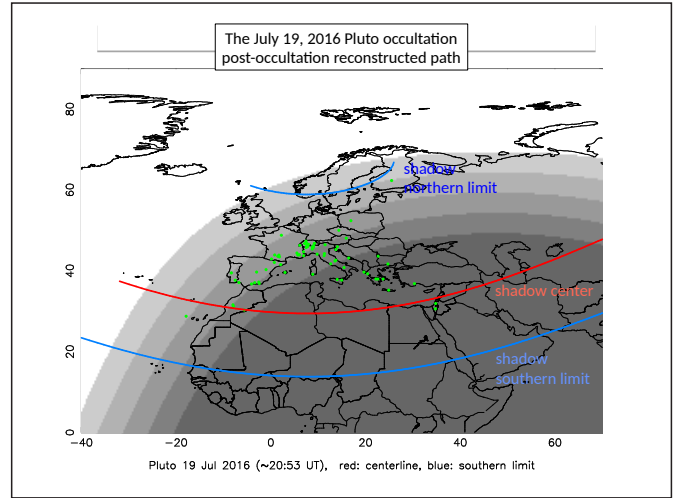 The July 19, 2016 Pluto occultation
post-occultation reconstructed path
80
60
40
20
0
shadow
northern limit
shadow center
shadow
southern limit
−40
−20
0
20
40
60
Pluto 19 Jul 2016 (~20:53 UT), red: centerline, blue: southern limit